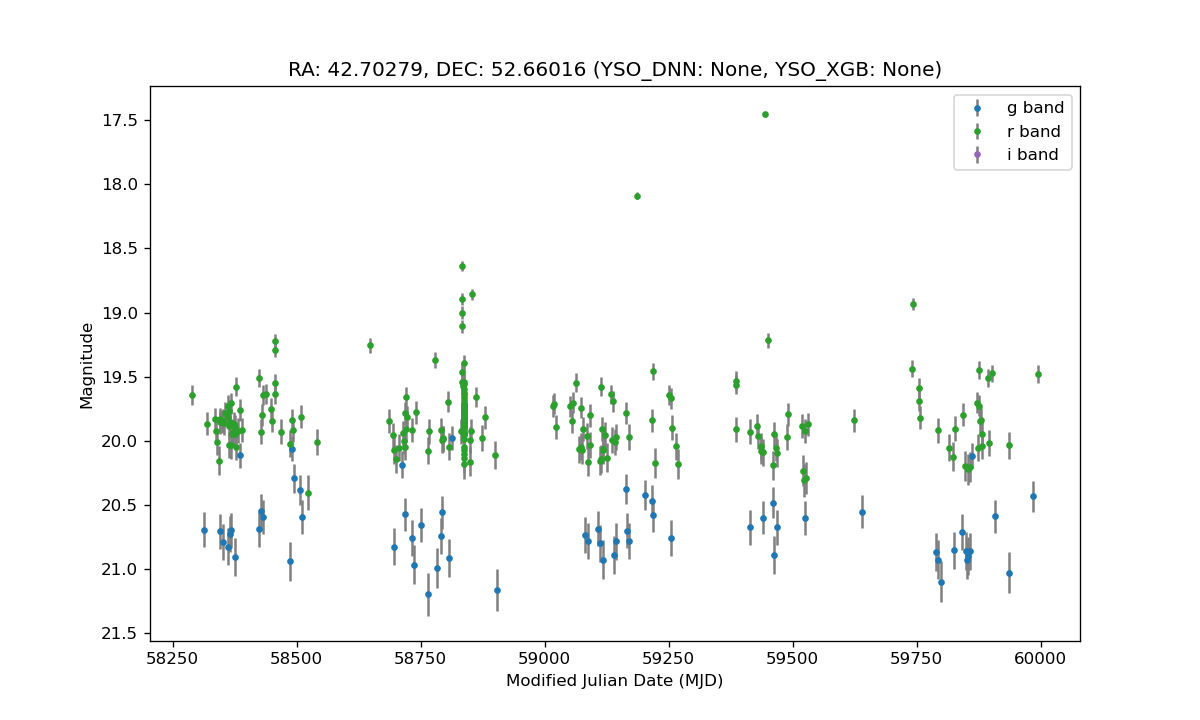 RA: 42.70279, DEC: 52.66016 (YSO_DNN: None, YSO_XGB: None)
g band
r band
i band
17.5
18.0
18.5
19.0
19.5
20.0
20.5
21.0
21.5
Magnitude
58250 58500 58750 59000 59250 59500 59750 60000
Modified Julian Date (MJD)